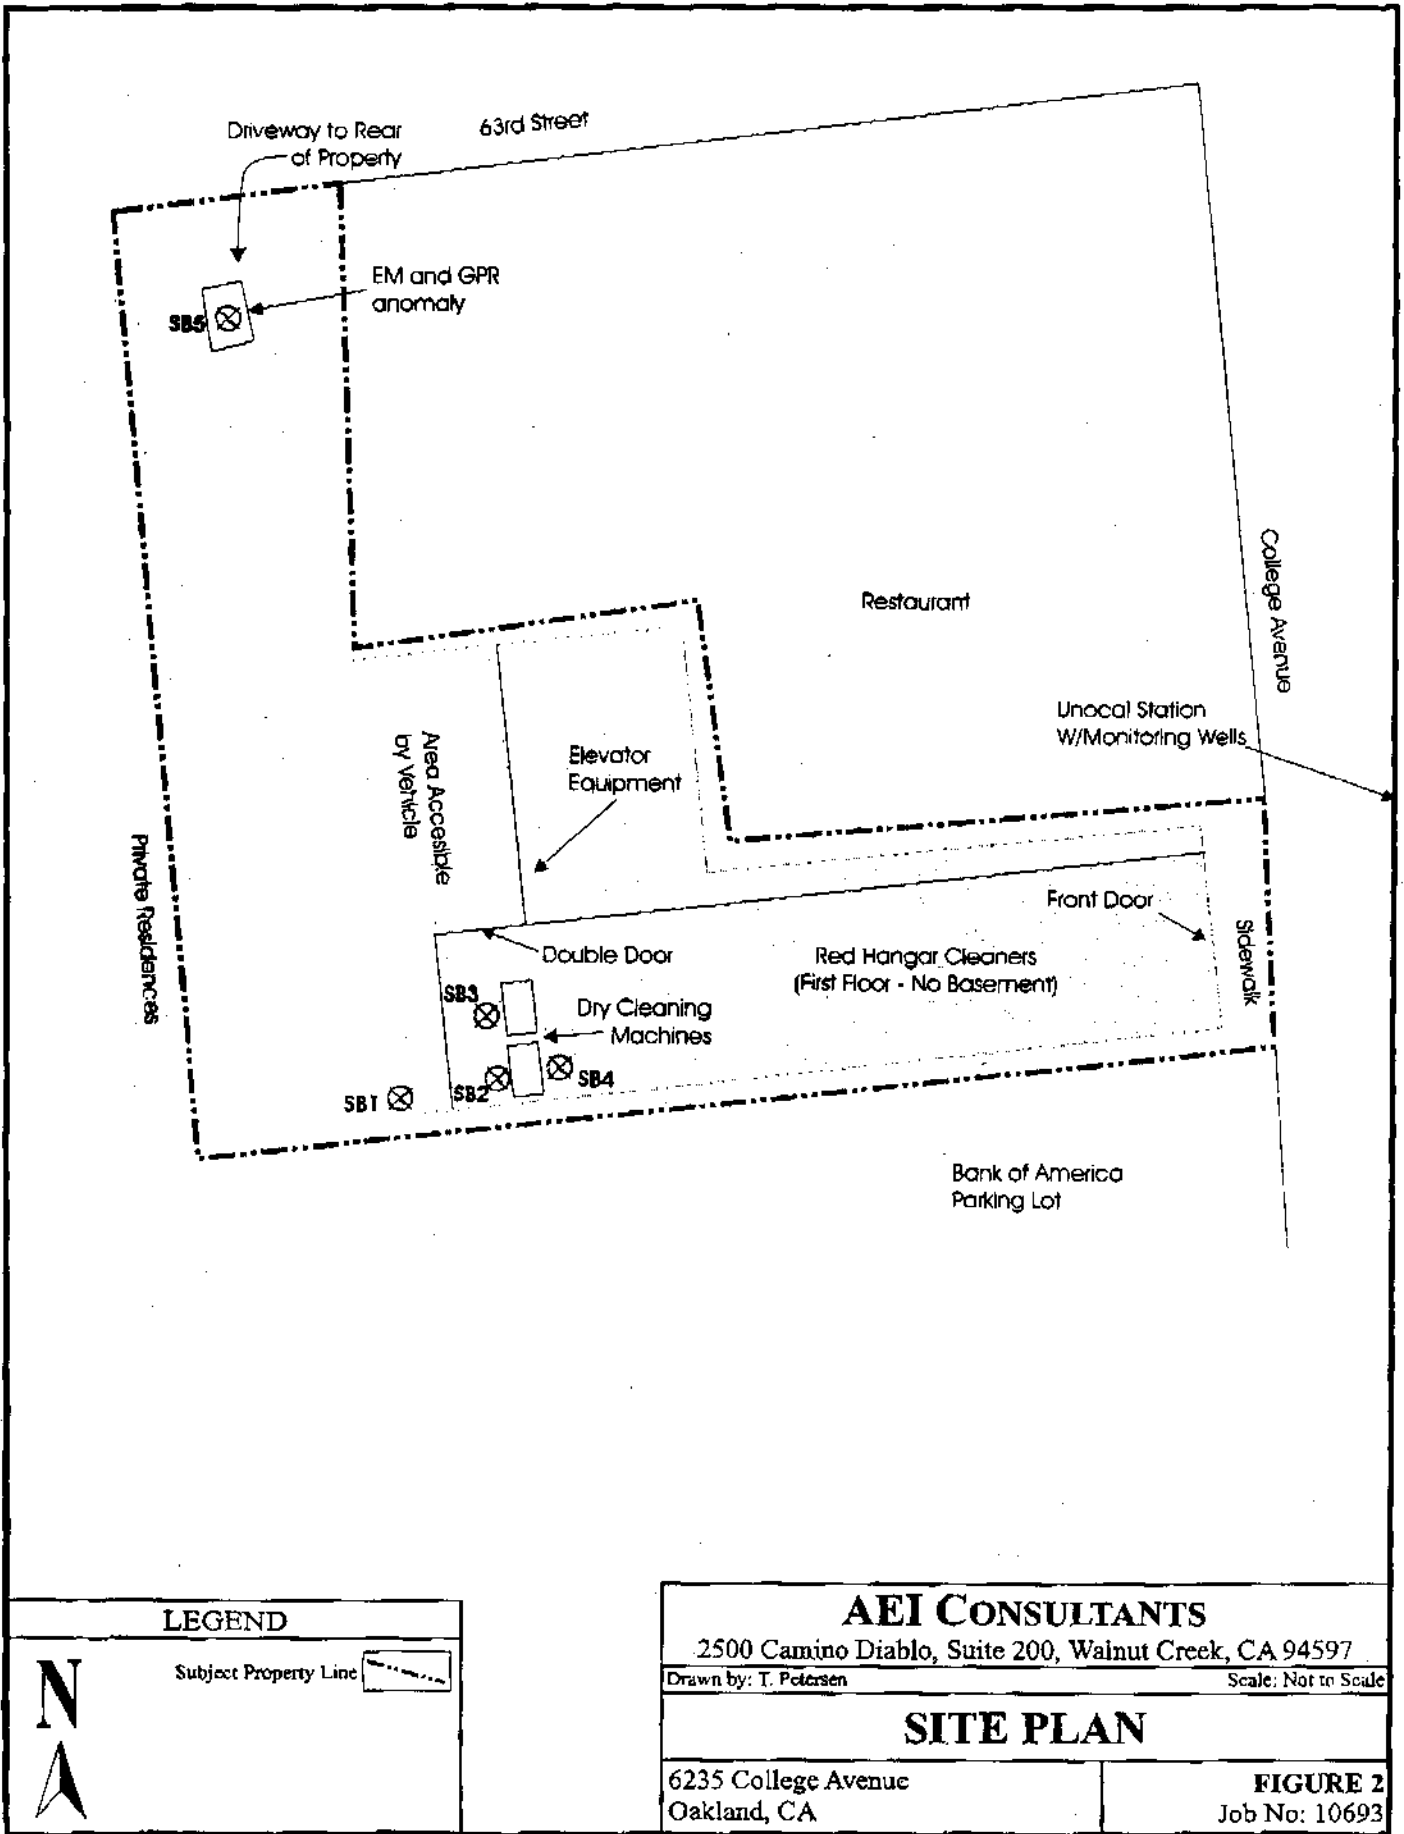 63rd Street
Driveway to Rear
of Property
EM and GPR
anomaly
SB5
Restaurant
College Avenue
Unocal Station
W/Monitoring Wells
Area Accesible
by Vehicle
Elevator
Equipment
Private Residences
Front Door
Sidewalk
Double Door
Red Hangar Cleaners
(First Floor - No Basement)
SB3
Dry Cleaning
Machines
SB2
SB4
SB1
Bank of America
Parking Lot
LEGEND
Subject Property Line
N
AEI CONSULTANTS
2500 Camino Diablo, Suite 200, Walnut Creek, CA 94597
Drawn by: T. Petersen
Scale: Not to Scale
SITE PLAN
6235 College Avenue
Oakland, CA
FIGURE 2
Job No: 10693